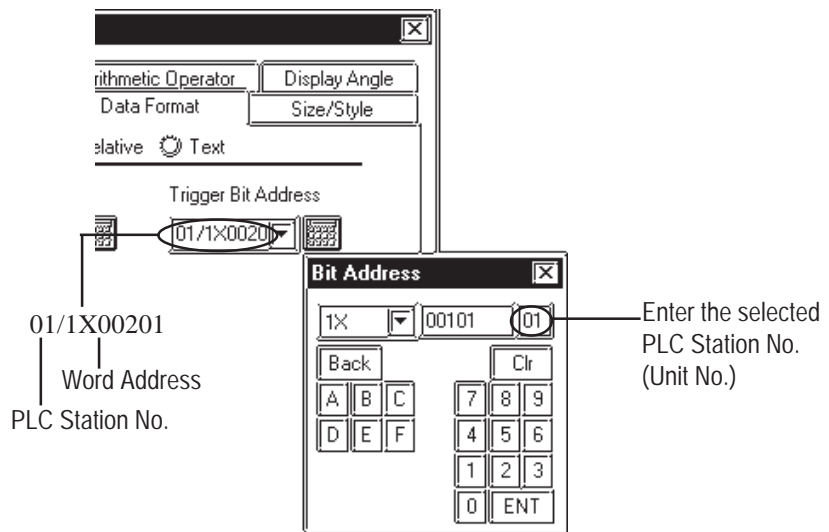 rithmetic Operator
Display Angle
Data Format
Size/Style
elative
Text
Trigger Bit Address
01/1X0020
Bit Address
1X
00101
01
Enter the selected
PLC Station No.
(Unit No.)
01/1X00201
Word Address
PLC Station No.
Back
Clr
A B C 7 8 9
D E F 4 5 6
1 2 3
0 ENT